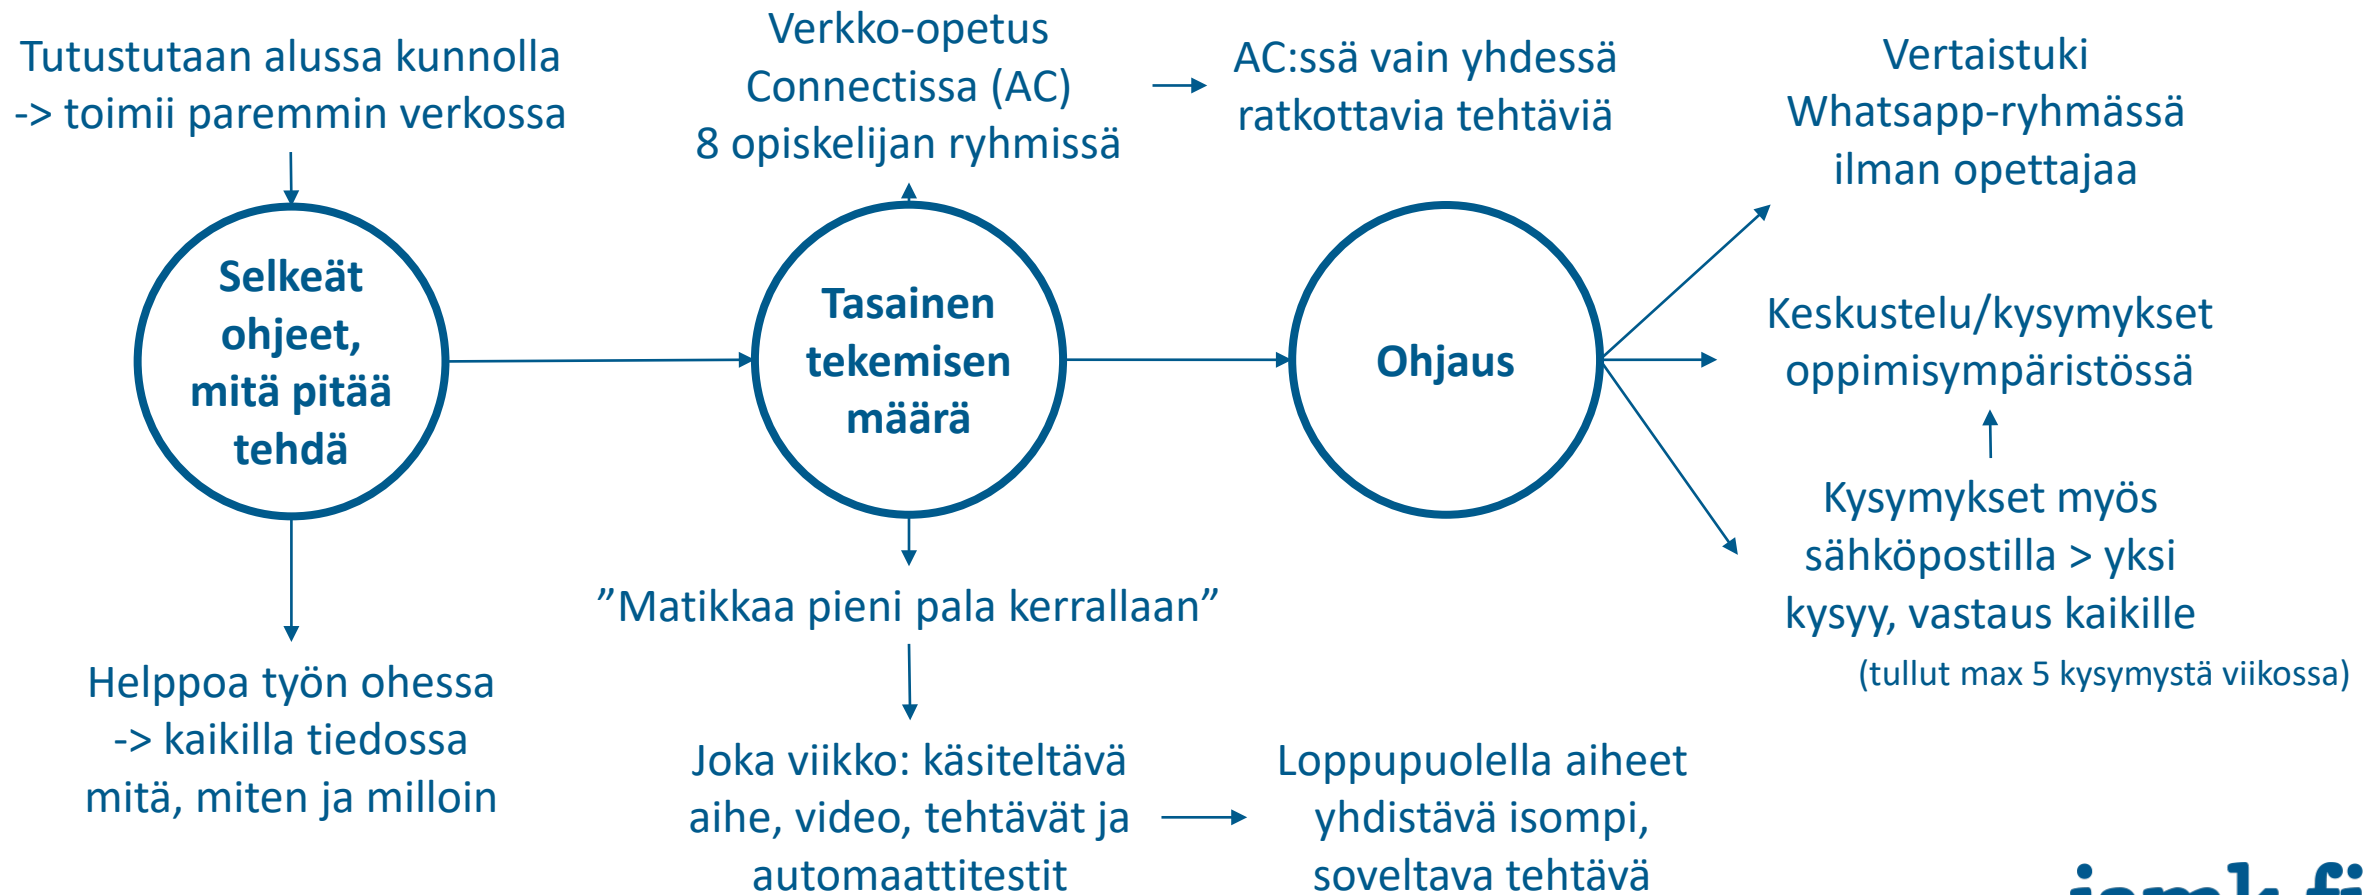 Tutustutaan alussa kunnolla
-> toimii paremmin verkossa
Verkko-opetus
Connectissa (AC)
8 opiskelijan ryhmissä
AC:ssä vain yhdessä
ratkottavia tehtäviä
Vertaistuki
Whatsapp-ryhmässä
ilman opettajaa
Selkeät
ohjeet,
mitä pitää
tehdä
Tasainen
tekemisen
määrä
Ohjaus
Keskustelu/kysymykset
oppimisympäristössä
Kysymykset myös
sähköpostilla > yksi
kysyy, vastaus kaikille
(tullut max 5 kysymystä viikossa)
”Matikkaa pieni pala kerrallaan”
Helppoa työn ohessa
-> kaikilla tiedossa
mitä, miten ja milloin
Joka viikko: käsiteltävä
aihe, video, tehtävät ja
automaattitestit
Loppupuolella aiheet
yhdistävä isompi,
soveltava tehtävä
jamk.fi